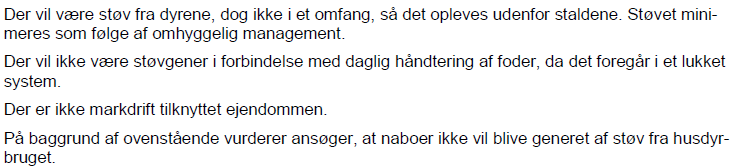 Der vil være støv fra dyrene, dog ikke i et omfang, så det opleves udenfor staldene. Støvet mini-
meres som følge af omhyggelig management.
Der vil ikke være støvgener i forbindelse med daglig håndtering af foder, da det foregår i et lukket
system.
Der er ikke markdrift tilknyttet ejendommen.
På baggrund af ovenstående vurderer ansøger, at naboer ikke vil blive generet af støv fra husdyr-
bruget.